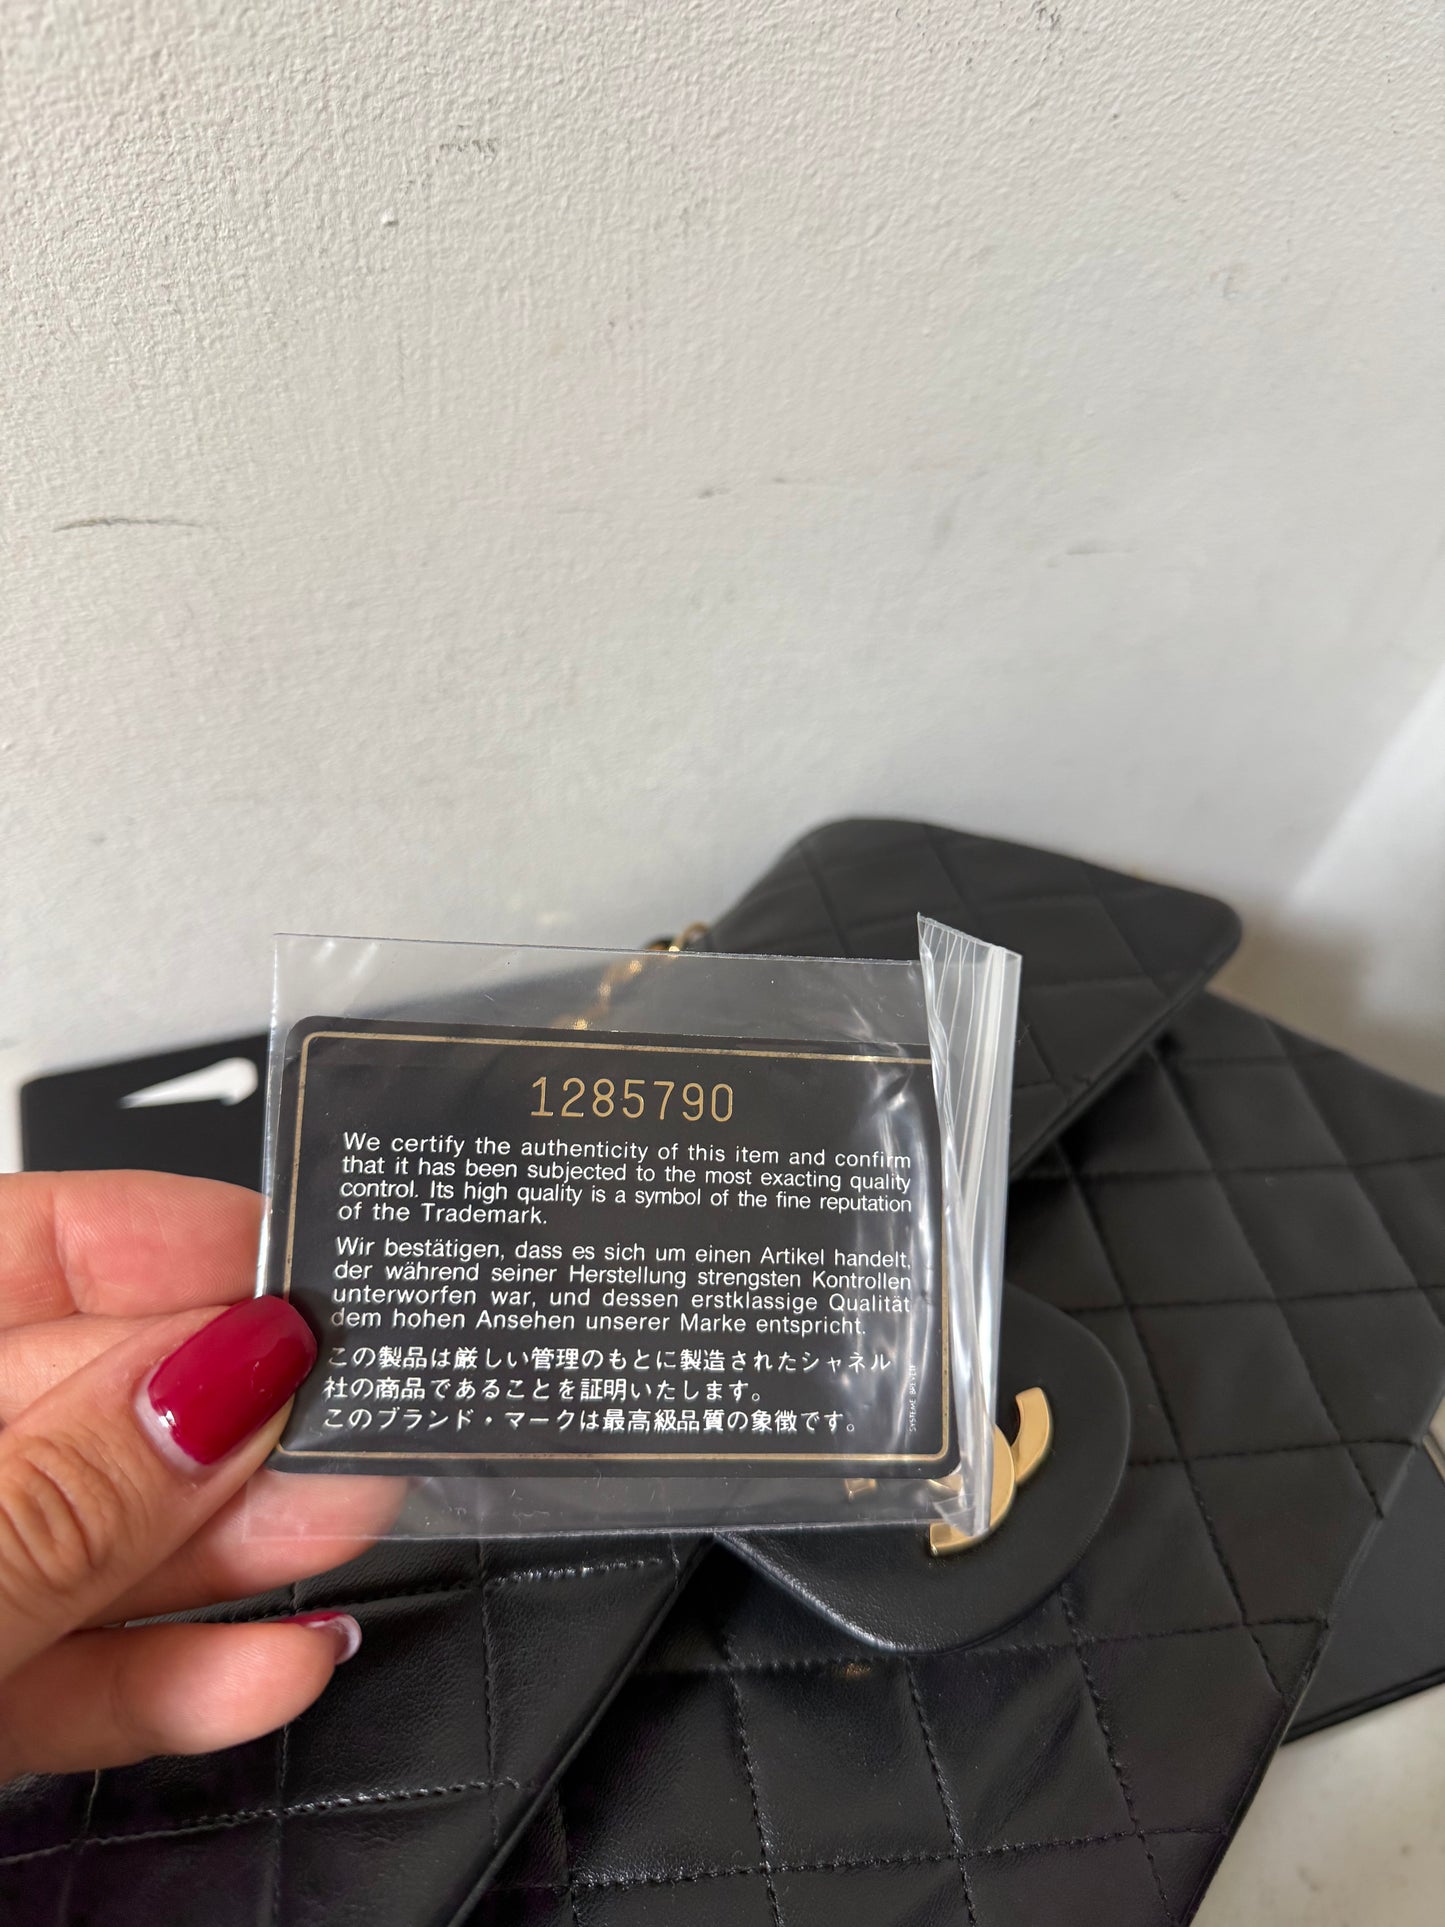 1285790
We certify the authenticity of this item and confirm
that it has been subjected to the most exacting quality
control. Its high quality is a symbol of the fine reputation
of the Trademark.
Wir bestätigen, dass es sich um einen Artikel handelt,
der während seiner Herstellung strengsten Kontrollen
unterworfen war, und dessen erstklassige Qualität
dem hohen Ansehen unserer Marke entspricht.
この製品は厳しい管理のもとに製造されたシャネル
社の商品であることを証明いたします。
このブランド・マークは最高級品質の象徴です。
SYSTEME BREVETE